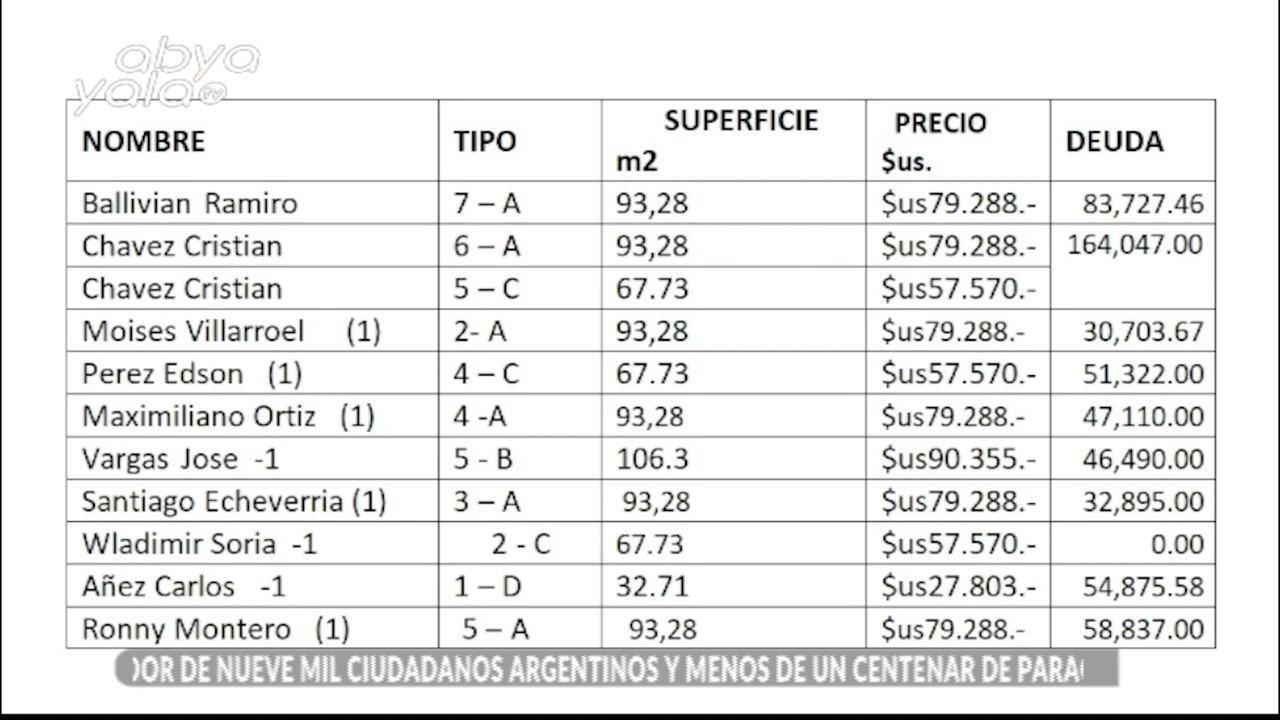 abya
yala tv
NOMBRE TIPO SUPERFICIE m2 PRECIO $us. DEUDA
Ballivian Ramiro 7 – A 93,28 $us79.288.- 83,727.46
Chavez Cristian 6 – A 93,28 $us79.288.- 164,047.00
Chavez Cristian 5 – C 67.73 $us57.570.-
Moises Villarroel (1) 2- A 93,28 $us79.288.- 30,703.67
Perez Edson (1) 4 – C 67.73 $us57.570.- 51,322.00
Maximiliano Ortiz (1) 4 -A 93,28 $us79.288.- 47,110.00
Vargas Jose -1 5 - B 106.3 $us90.355.- 46,490.00
Santiago Echeverria (1) 3 – A 93,28 $us79.288.- 32,895.00
Wladimir Soria -1 2 - C 67.73 $us57.570.- 0.00
Añez Carlos -1 1 – D 32.71 $us27.803.- 54,875.58
Ronny Montero (1) 5 – A 93,28 $us79.288.- 58,837.00
DOR DE NUEVE MIL CIUDADANOS ARGENTINOS Y MENOS DE UN CENTENAR DE PARA